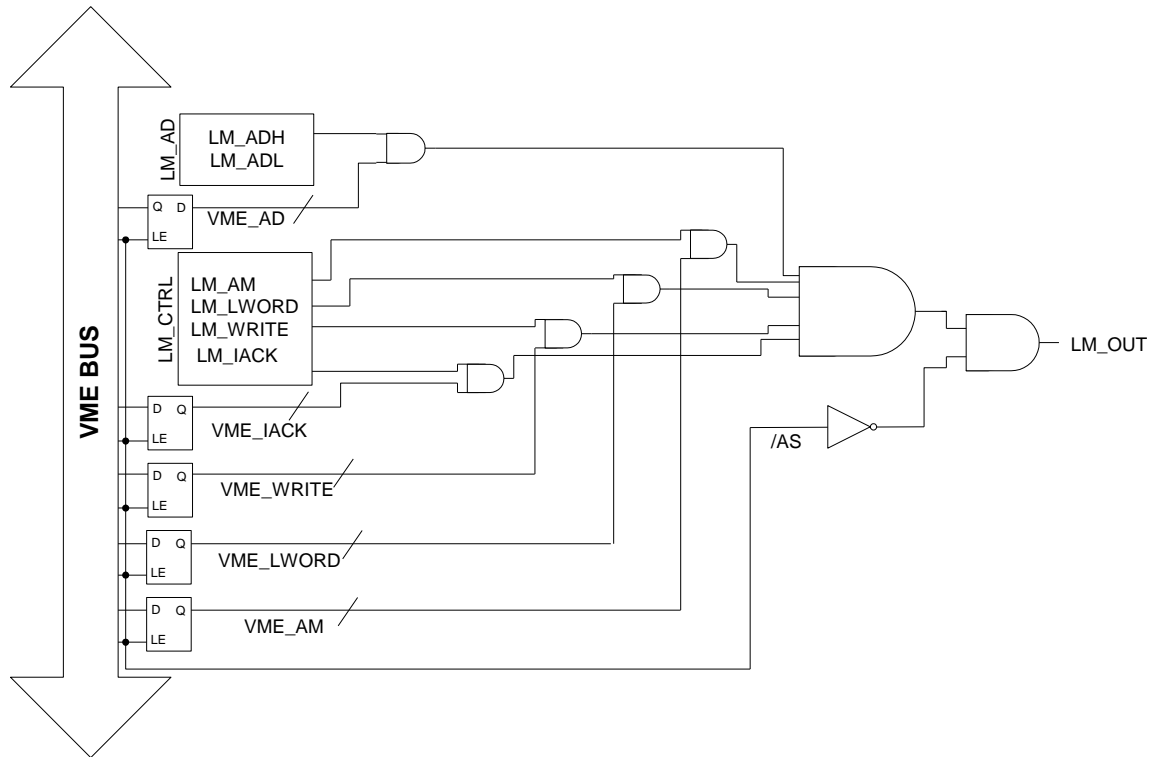 VME BUS
LM_AD
LM_ADH
LM_ADL
Q D
LE
VME_AD
LM_CTRL
LM_AM
LM_LWORD
LM_WRITE
LM_IACK
D Q
LE
VME_IACK
D Q
LE
VME_WRITE
D Q
LE
VME_LWORD
D Q
LE
VME_AM
/AS
LM_OUT